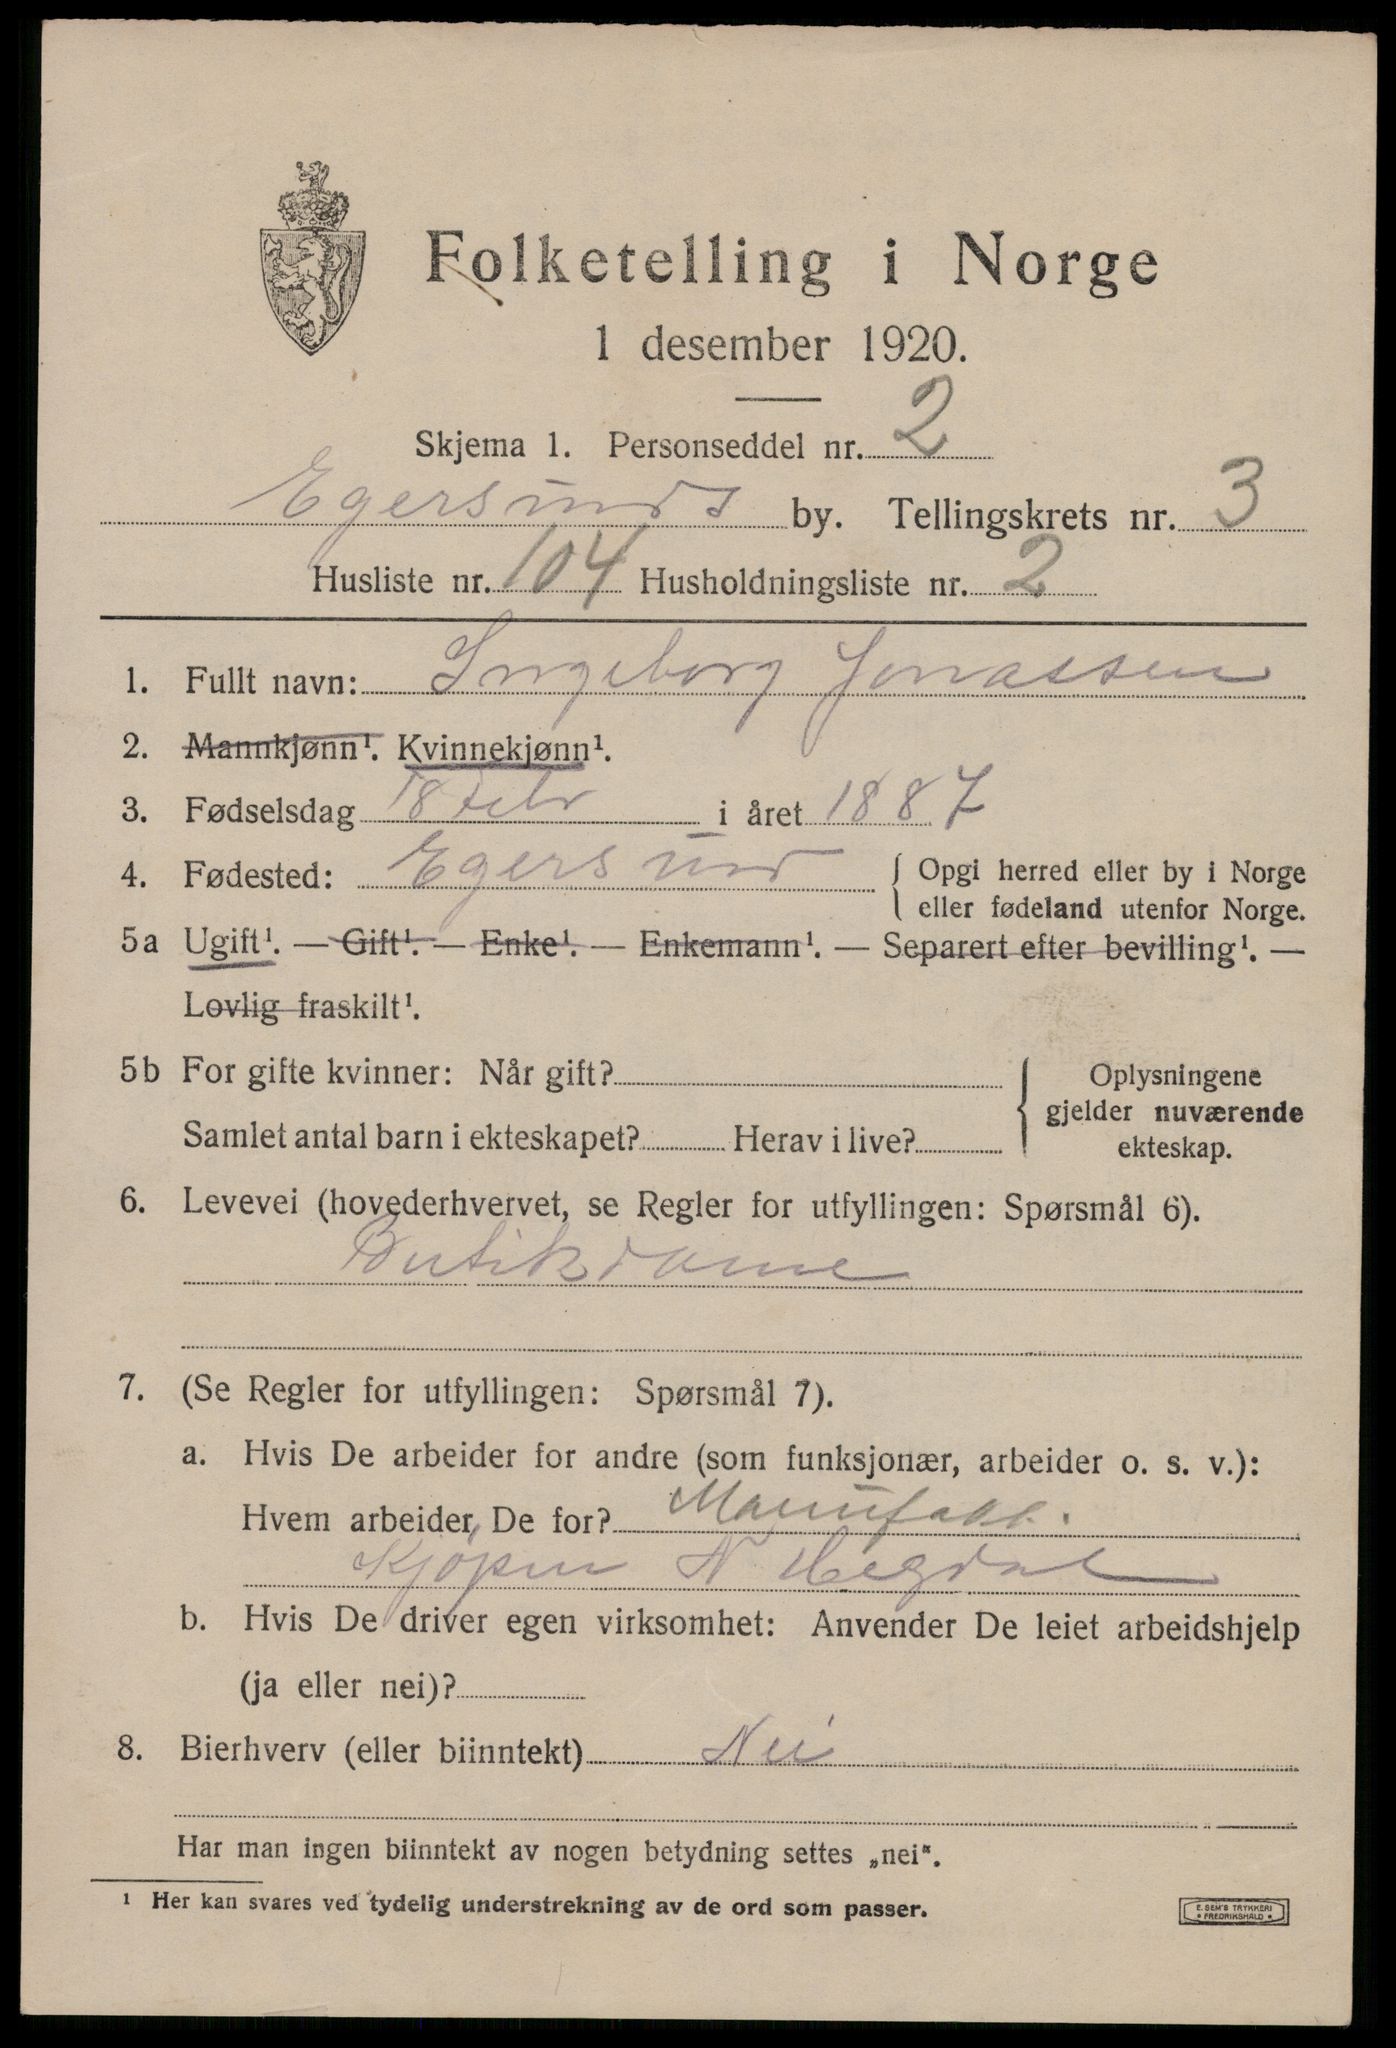 Folketelling i Norge
1 desember 1920.
Skjema 1. Personseddel nr. 2
Egersunds by. Tellingskrets nr. 3
Husliste nr. 104 Husholdningsliste nr. 2
1. Fullt navn: Ingeborg Jonassen
2. Mannkjønn¹. Kvinnekjønn¹.
3. Fødselsdag 18 Febr i året 1887
4. Fødested: Egersund { Opgi herred eller by i Norge
eller fødeland utenfor Norge.
5a Ugift¹. — Gift¹. — Enke¹. — Enkemann¹. — Separert efter bevilling¹. —
Lovlig fraskilt¹.
5b For gifte kvinner: Når gift? { Oplysningene
gjelder nuværende
Samlet antal barn i ekteskapet? Herav i live? ekteskap.
6. Levevei (hovederhvervet, se Regler for utfyllingen: Spørsmål 6).
Butikdame
7. (Se Regler for utfyllingen: Spørsmål 7).
a. Hvis De arbeider for andre (som funksjonær, arbeider o. s. v.):
Hvem arbeider De for? Manufakt.
Kjøpm N Hegdal
b. Hvis De driver egen virksomhet: Anvender De leiet arbeidshjelp
(ja eller nei)?
8. Bierhverv (eller biinntekt) Nei
Har man ingen biinntekt av nogen betydning settes „nei".
¹ Her kan svares ved tydelig understrekning av de ord som passer.
E. SEM'S TRYKKERI
• FREDRIKSHALD •